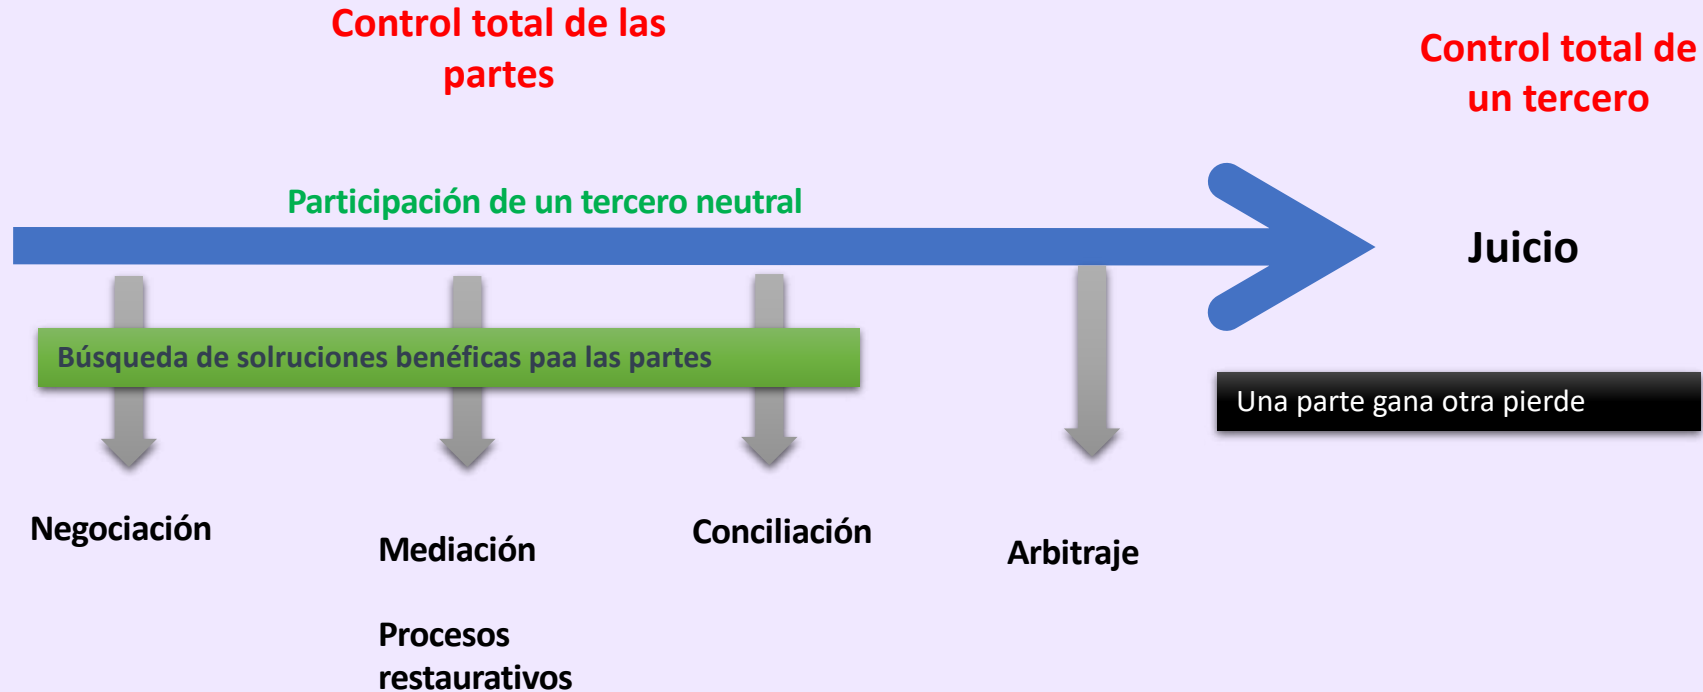 Control total de las
partes
Control total de
un tercero
Participación de un tercero neutral
Juicio
Búsqueda de solruciones benéficas paa las partes
Una parte gana otra pierde
Negociación
Mediación
Conciliación
Arbitraje
Procesos
restaurativos